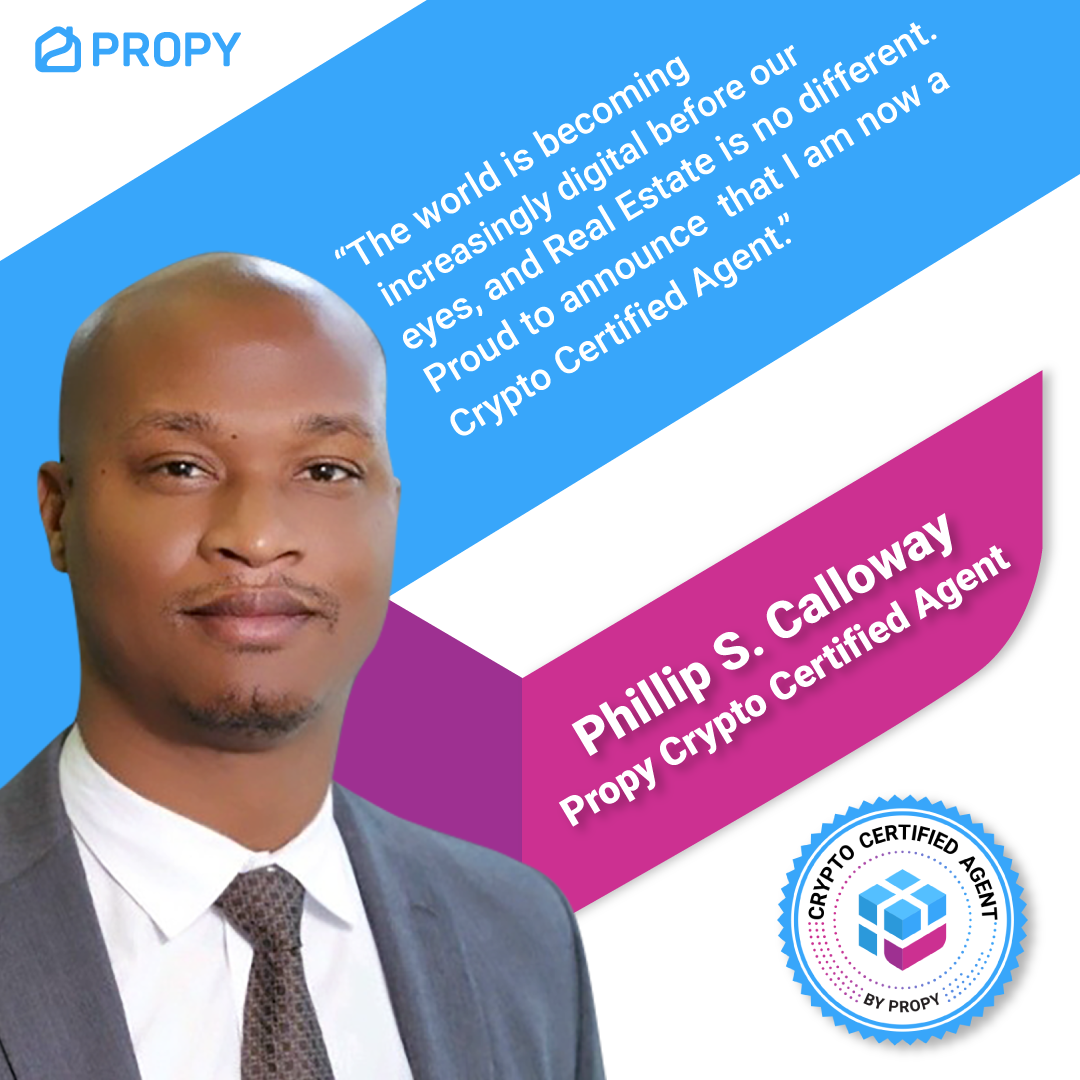 PROPY
“The world is becoming
increasingly digital before our
eyes, and Real Estate is no different.
Proud to announce  that I am now a
Crypto Certified Agent.”
Phillip S. Calloway
Propy Crypto Certified Agent
CRYPTO CERTIFIED AGENT
BY PROPY